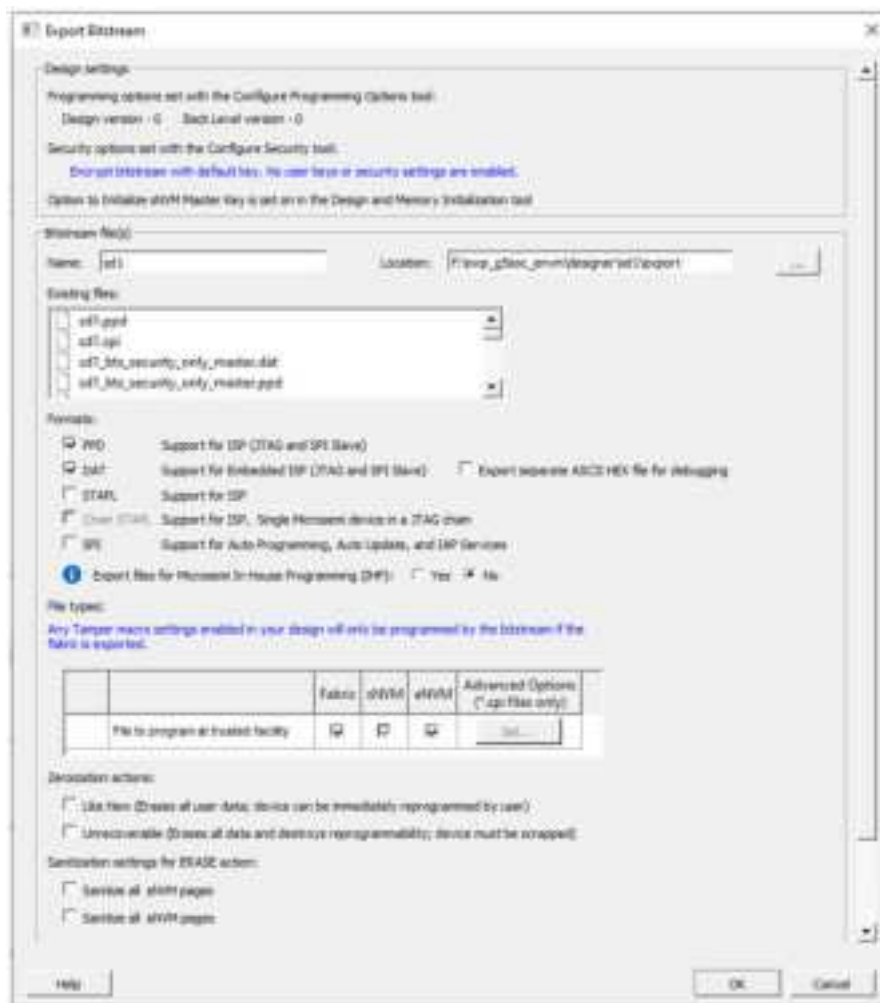 Export Bitstream
Design settings
Programming options set with the Configure Programming Options tool:
Design version - 0 Back Level version - 0
Security options set with the Configure Security tool:
Encrypt bitstream with default key. No user keys or security settings are enabled.
Option to Initialize sNVM Master Key is set on in the Design and Memory Initialization tool
Bitstream file(s)
Name: sd1 Location: ...
Existing files:
sd1.ppd
sd1.spi
security_only_master.dat
security_only_master.ppd
Formats:
PPD Support for ISP (JTAG and SPI Slave)
DAT Support for Embedded ISP (JTAG and SPI Slave) Export separate ASCII HEX file for debugging
STAPL Support for ISP
Chain STAPL Support for ISP, Single Microsemi device in a JTAG chain
SPI Support for Auto Programming, Auto Update, and IAP Services
Export files for Microsemi In House Programming (IHP): Yes No
File types:
Any Tamper macro settings enabled in your design will only be programmed by the bitstream if the
fabric is exported.
Fabric sNVM eNVM Advanced Options
(*.spi files only)
File to program at trusted facility Set...
Zeroization actions:
Like New (Erases all user data; device can be immediately reprogrammed by user)
Unrecoverable (Erases all data and destroys reprogrammability; device must be scrapped)
Sanitization settings for ERASE action:
Sanitize all sNVM pages
Sanitize all eNVM pages
Help OK Cancel